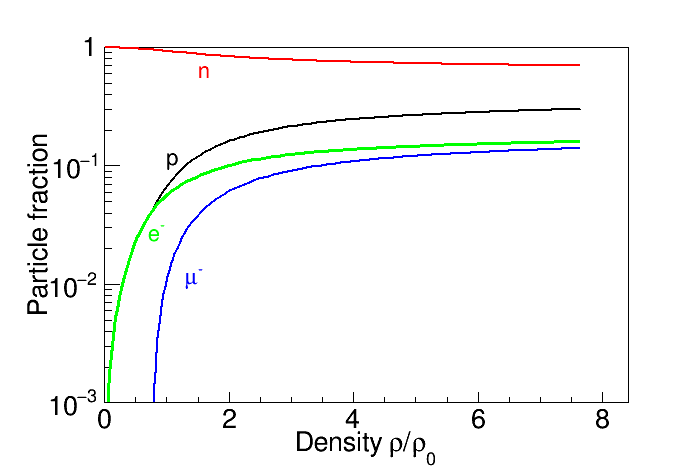 1
n
p
10⁻¹
e⁻
μ⁻
10⁻²
10⁻³
0 2 4 6 8
Density ρ/ρ₀
Particle fraction